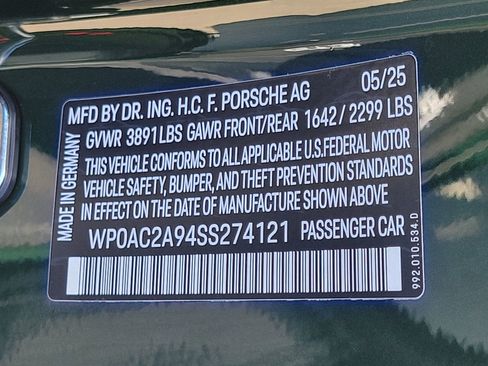 MFD BY DR. ING. H.C. F. PORSCHE AG 05/25
GVWR 3891LBS GAWR FRONT/REAR 1642 / 2299 LBS
THIS VEHICLE CONFORMS TO ALL APPLICABLE U.S.FEDERAL MOTOR
VEHICLE SAFETY, BUMPER, AND THEFT PREVENTION STANDARDS
IN EFFECT ON THE DATE OF MANUFACTURE SHOWN ABOVE
WP0AC2A94SS274121 PASSENGER CAR
MADE IN GERMANY
992.010.534.D